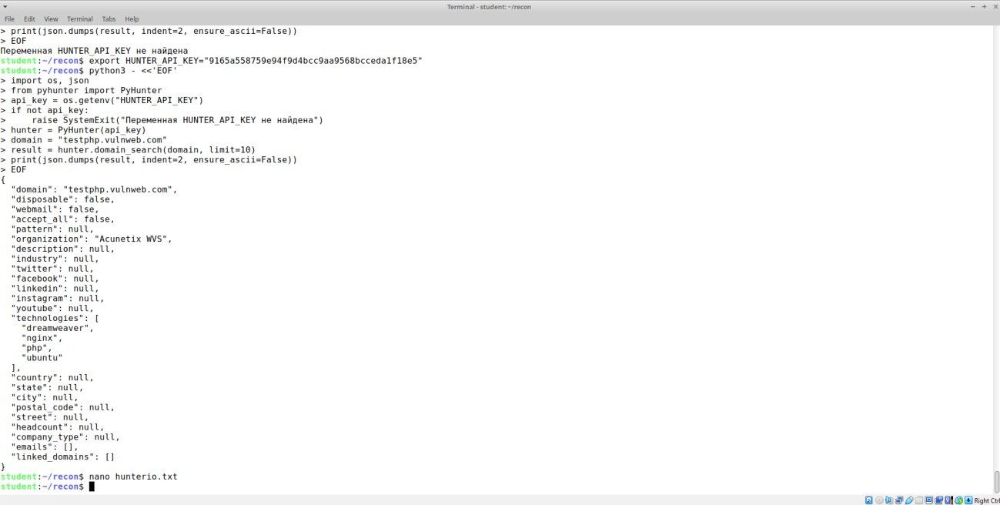 Terminal - student: ~/recon
File Edit View Terminal Tabs Help
> print(json.dumps(result, indent=2, ensure_ascii=False))
> EOF
Переменная HUNTER_API_KEY не найдена
student:~/recon$ export HUNTER_API_KEY="9165a558759e94f9d4bcc9aa9568bcceda1f18e5"
student:~/recon$ python3 - <<'EOF'
> import os, json
> from pyhunter import PyHunter
> api_key = os.getenv("HUNTER_API_KEY")
> if not api_key:
>     raise SystemExit("Переменная HUNTER_API_KEY не найдена")
> hunter = PyHunter(api_key)
> domain = "testphp.vulnweb.com"
> result = hunter.domain_search(domain, limit=10)
> print(json.dumps(result, indent=2, ensure_ascii=False))
> EOF
{
  "domain": "testphp.vulnweb.com",
  "disposable": false,
  "webmail": false,
  "accept_all": false,
  "pattern": null,
  "organization": "Acunetix WVS",
  "description": null,
  "industry": null,
  "twitter": null,
  "facebook": null,
  "linkedin": null,
  "instagram": null,
  "youtube": null,
  "technologies": [
    "dreamweaver",
    "nginx",
    "php",
    "ubuntu"
  ],
  "country": null,
  "state": null,
  "city": null,
  "postal_code": null,
  "street": null,
  "headcount": null,
  "company_type": null,
  "emails": [],
  "linked_domains": []
}
student:~/recon$ nano hunterio.txt
student:~/recon$
Right Ctrl